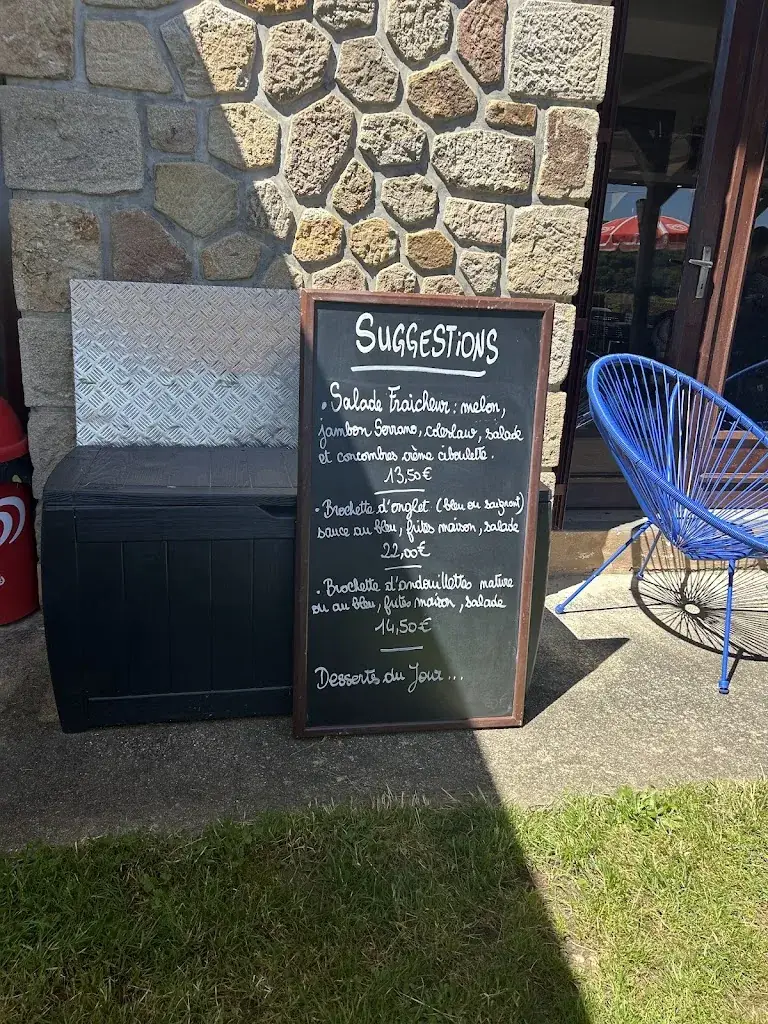 SUGGESTIONS
• Salade Fraicheur : melon,
jambon Serrano, coleslaw, salade
et concombres crème ciboulette.
13,50€
• Brochette d'onglet (bleu ou saignant)
sauce au bleu, frites maison, salade
22,00€
• Brochette d'andouillettes nature
ou au bleu, frites maison, salade
14,50€
Desserts du Jour...